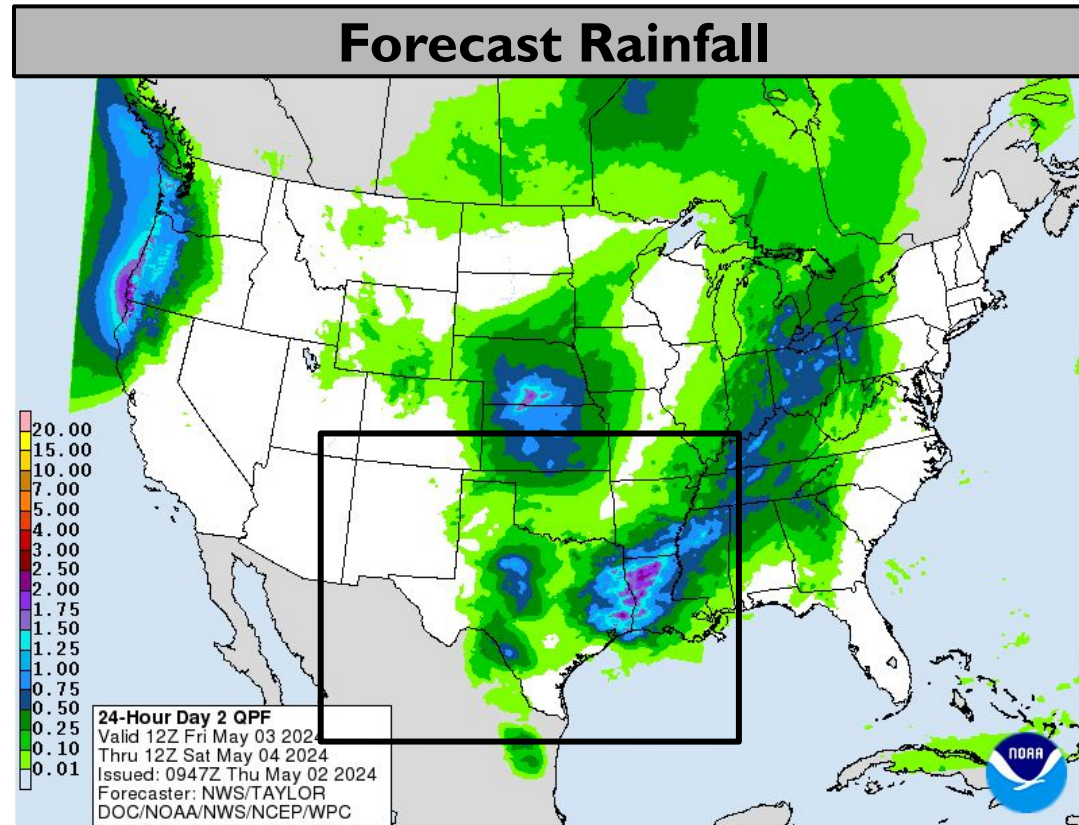 Forecast Rainfall
20.00
15.00
10.00
7.00
5.00
4.00
3.00
2.50
2.00
1.75
1.50
1.25
1.00
0.75
0.50
0.25
0.10
0.01
24-Hour Day 2 QPF
Valid 12Z Fri May 03 2024
Thru 12Z Sat May 04 2024
Issued: 0947Z Thu May 02 2024
Forecaster: NWS/TAYLOR
DOC/NOAA/NWS/NCEP/WPC
NOAA